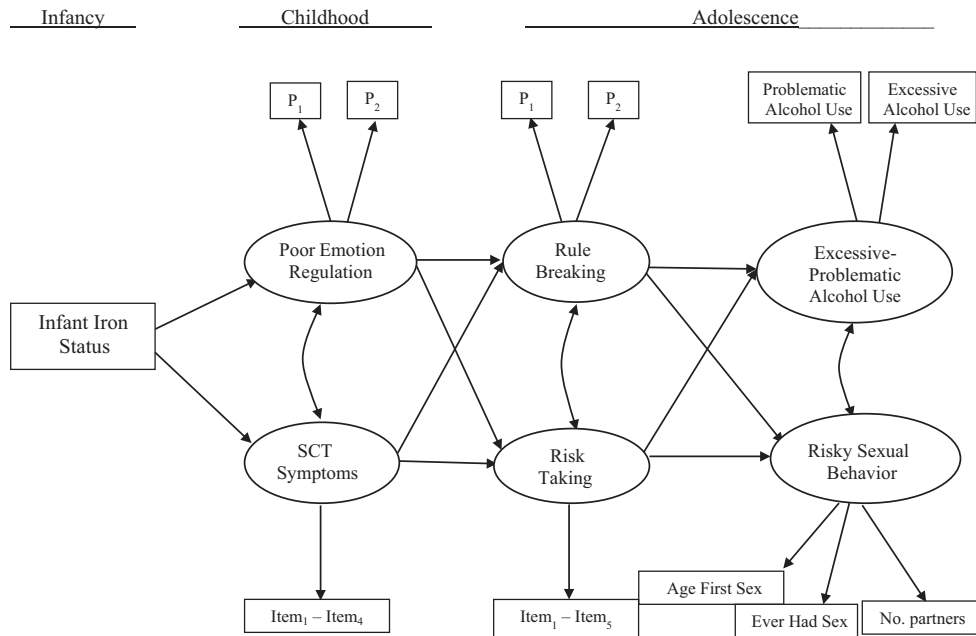 Infancy
Childhood
Adolescence
P₁
P₂
P₁
P₂
Problematic
Alcohol Use
Excessive
Alcohol Use
Poor Emotion
Regulation
Rule
Breaking
Excessive-
Problematic
Alcohol Use
Infant Iron
Status
SCT
Symptoms
Risk
Taking
Risky Sexual
Behavior
Item₁ – Item₄
Item₁ – Item₅
Age First Sex
Ever Had Sex
No. partners